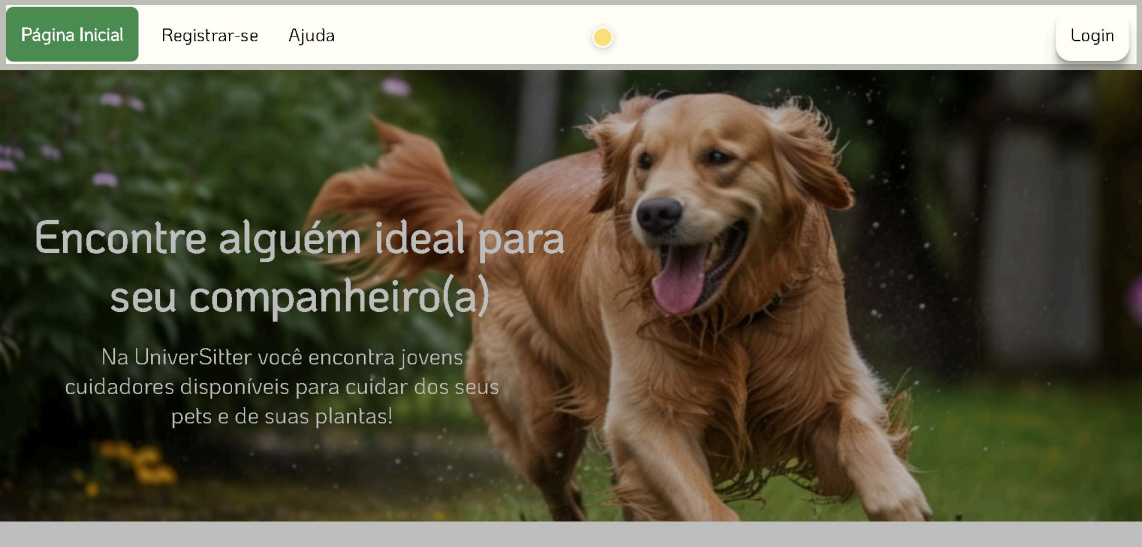 Página Inicial Registrar-se Ajuda Login
Encontre alguém ideal para
seu companheiro(a)
Na UniverSitter você encontra jovens
cuidadores disponíveis para cuidar dos seus
pets e de suas plantas!